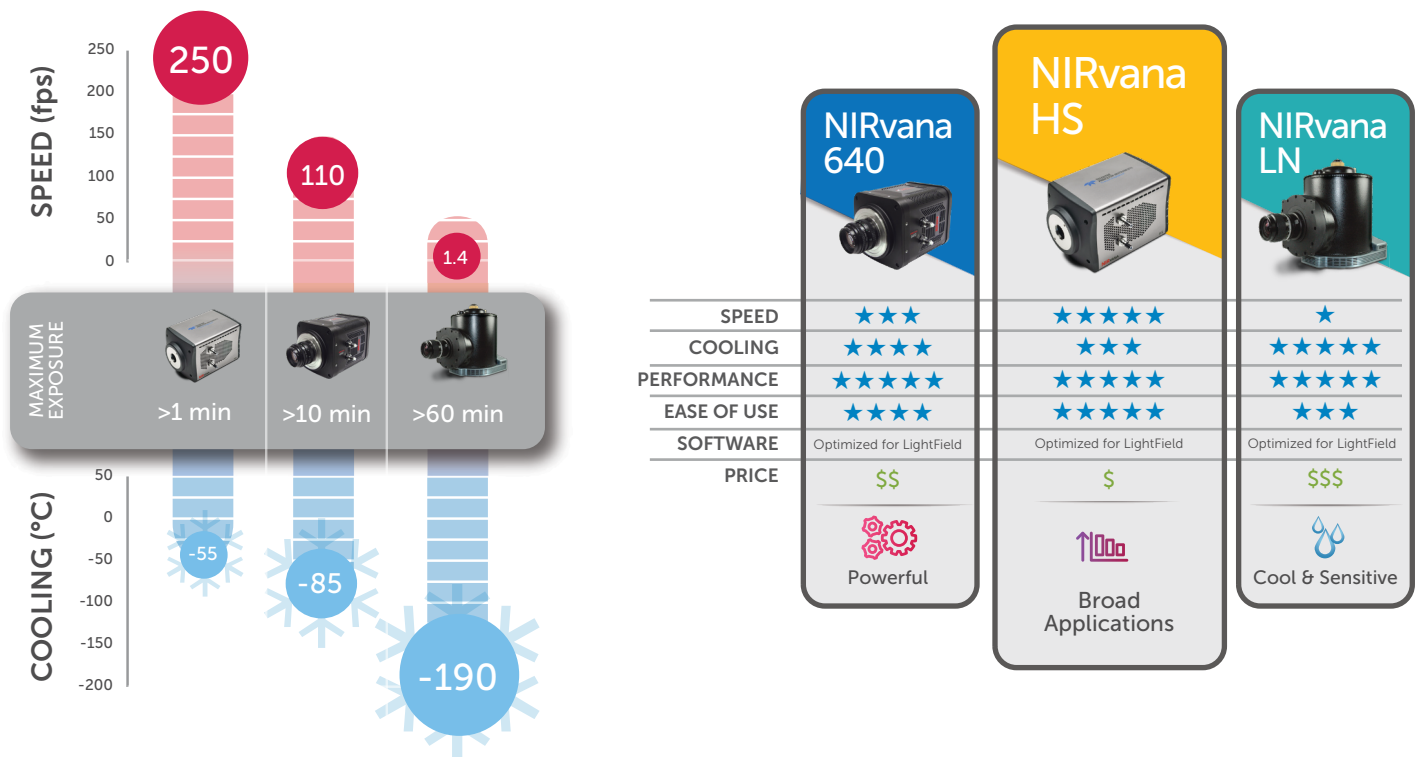 SPEED (fps)
250
200
150
100
50
0
250
110
1.4
MAXIMUM
EXPOSURE
>1 min
>10 min
>60 min
COOLING (°C)
50
0
-50
-100
-150
-200
-55
-85
-190
NIRvana
640
NIRvana
HS
NIRvana
LN
SPEED ★★★ ★★★★★ ★
COOLING ★★★★ ★★★ ★★★★★
PERFORMANCE ★★★★★ ★★★★★ ★★★★★
EASE OF USE ★★★★ ★★★★★ ★★★
SOFTWARE Optimized for LightField Optimized for LightField Optimized for LightField
PRICE $$ $ $$$
Powerful
Broad
Applications
Cool & Sensitive